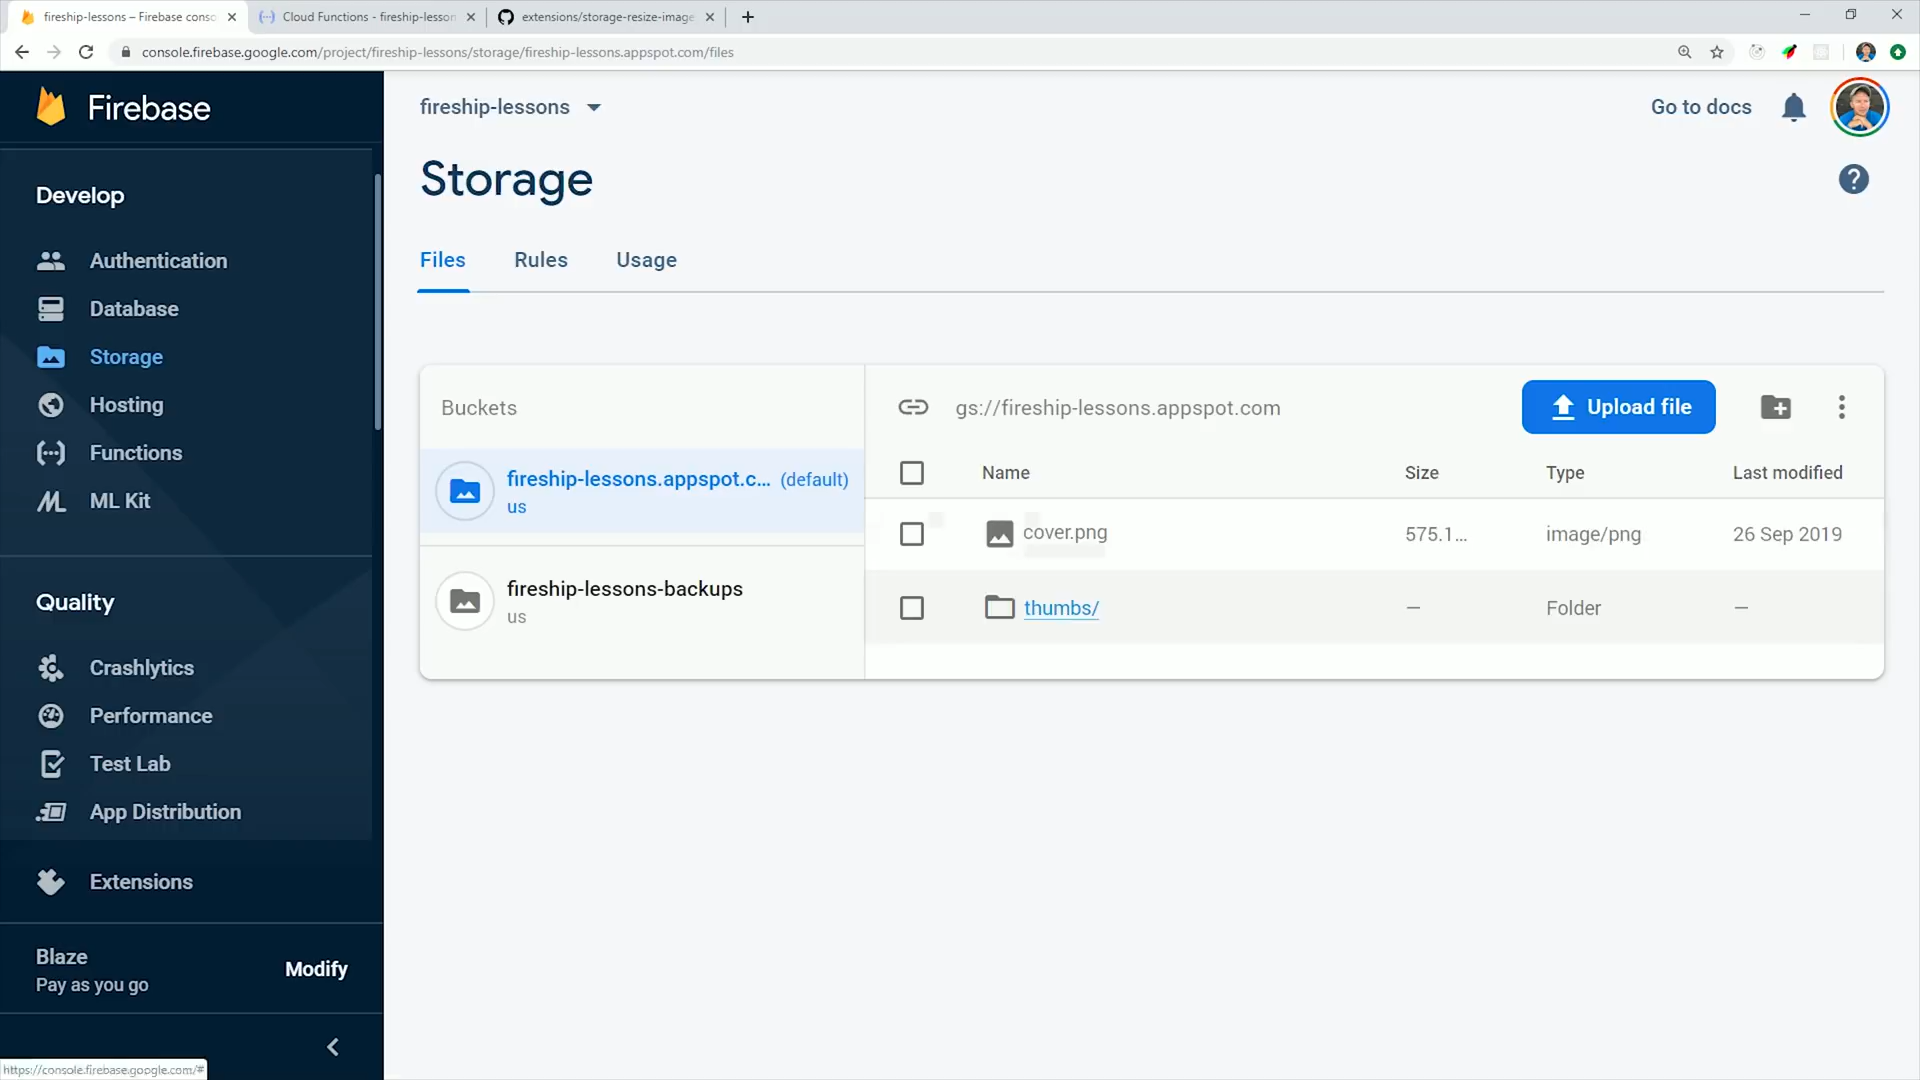 fireship-lessons – Firebase conso
Cloud Functions - fireship-lesson
extensions/storage-resize-image
console.firebase.google.com/project/fireship-lessons/storage/fireship-lessons.appspot.com/files
Firebase
fireship-lessons
Go to docs
Storage
Develop
Authentication
Database
Storage
Hosting
Functions
ML Kit
Files
Rules
Usage
Buckets
gs://fireship-lessons.appspot.com
Upload file
Name
Size
Type
Last modified
fireship-lessons.appspot.c... (default)
us
cover.png
575.1...
image/png
26 Sep 2019
fireship-lessons-backups
us
thumbs/
—
Folder
—
Quality
Crashlytics
Performance
Test Lab
App Distribution
Extensions
Blaze
Pay as you go
Modify
https://console.firebase.google.com/#